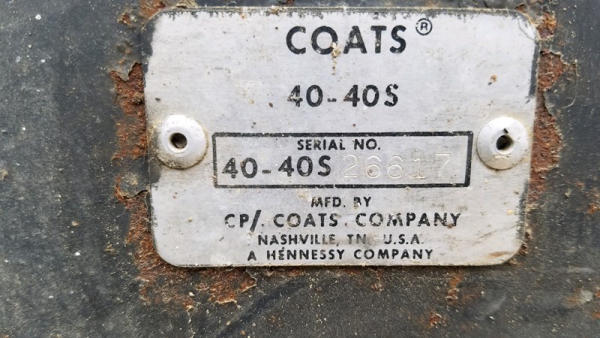 COATS®
40-40S
SERIAL NO.
40-40S 26617
MFD. BY
CP/. COATS. COMPANY
NASHVILLE, TN. U.S.A.
A HENNESSY COMPANY